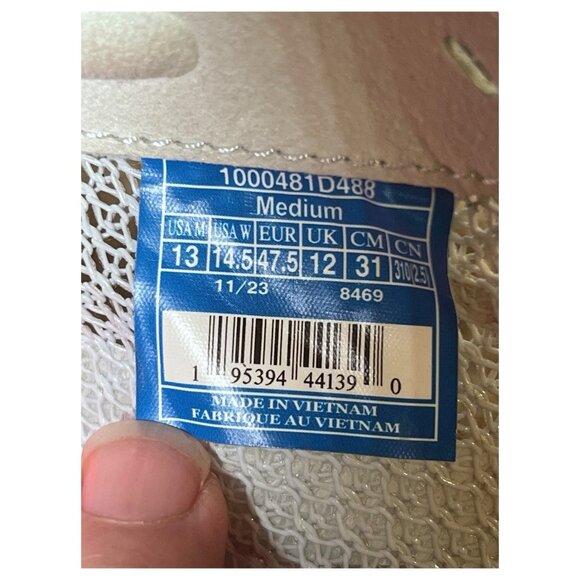 1000481D488
Medium
USA M USA W EUR UK CM CN
13 14.5 47.5 12 31 310(2.5)
11/23 8469
1 95394 44139 0
MADE IN VIETNAM
FABRIQUE AU VIETNAM